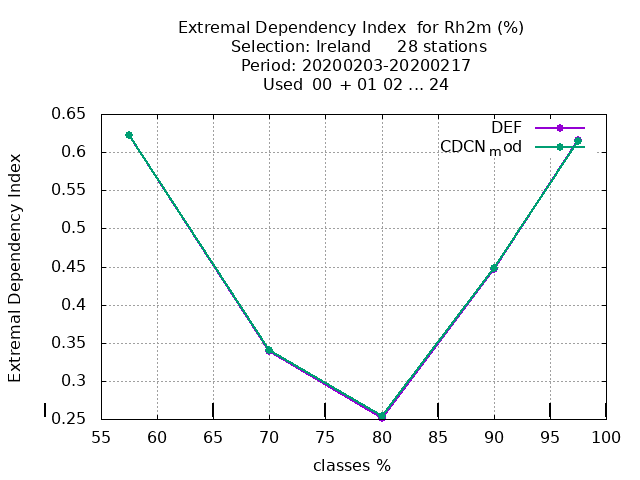 Extremal Dependency Index  for Rh2m (%)
Selection: Ireland     28 stations
Period: 20200203-20200217
Used  00 + 01 02 ... 24
DEF
CDCN_mod
Extremal Dependency Index
0.65
0.6
0.55
0.5
0.45
0.4
0.35
0.3
0.25
55 60 65 70 75 80 85 90 95 100
classes %